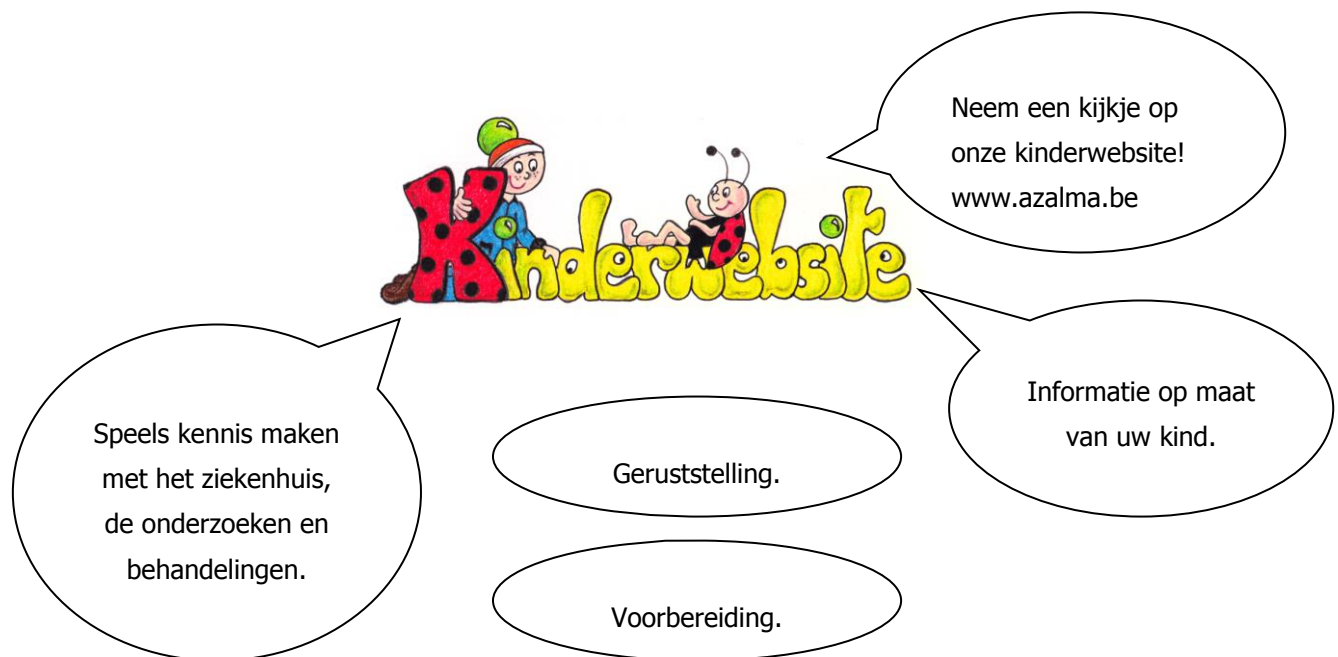 Neem een kijkje op
onze kinderwebsite!
www.azalma.be
Kinderwebsite
Informatie op maat
van uw kind.
Speels kennis maken
met het ziekenhuis,
de onderzoeken en
behandelingen.
Geruststelling.
Voorbereiding.